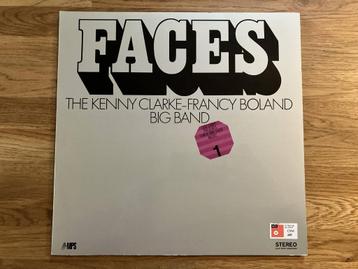 FACES
THE KENNY CLARKE-FRANCY BOLAND
BIG BAND
1
MPS
STEREO